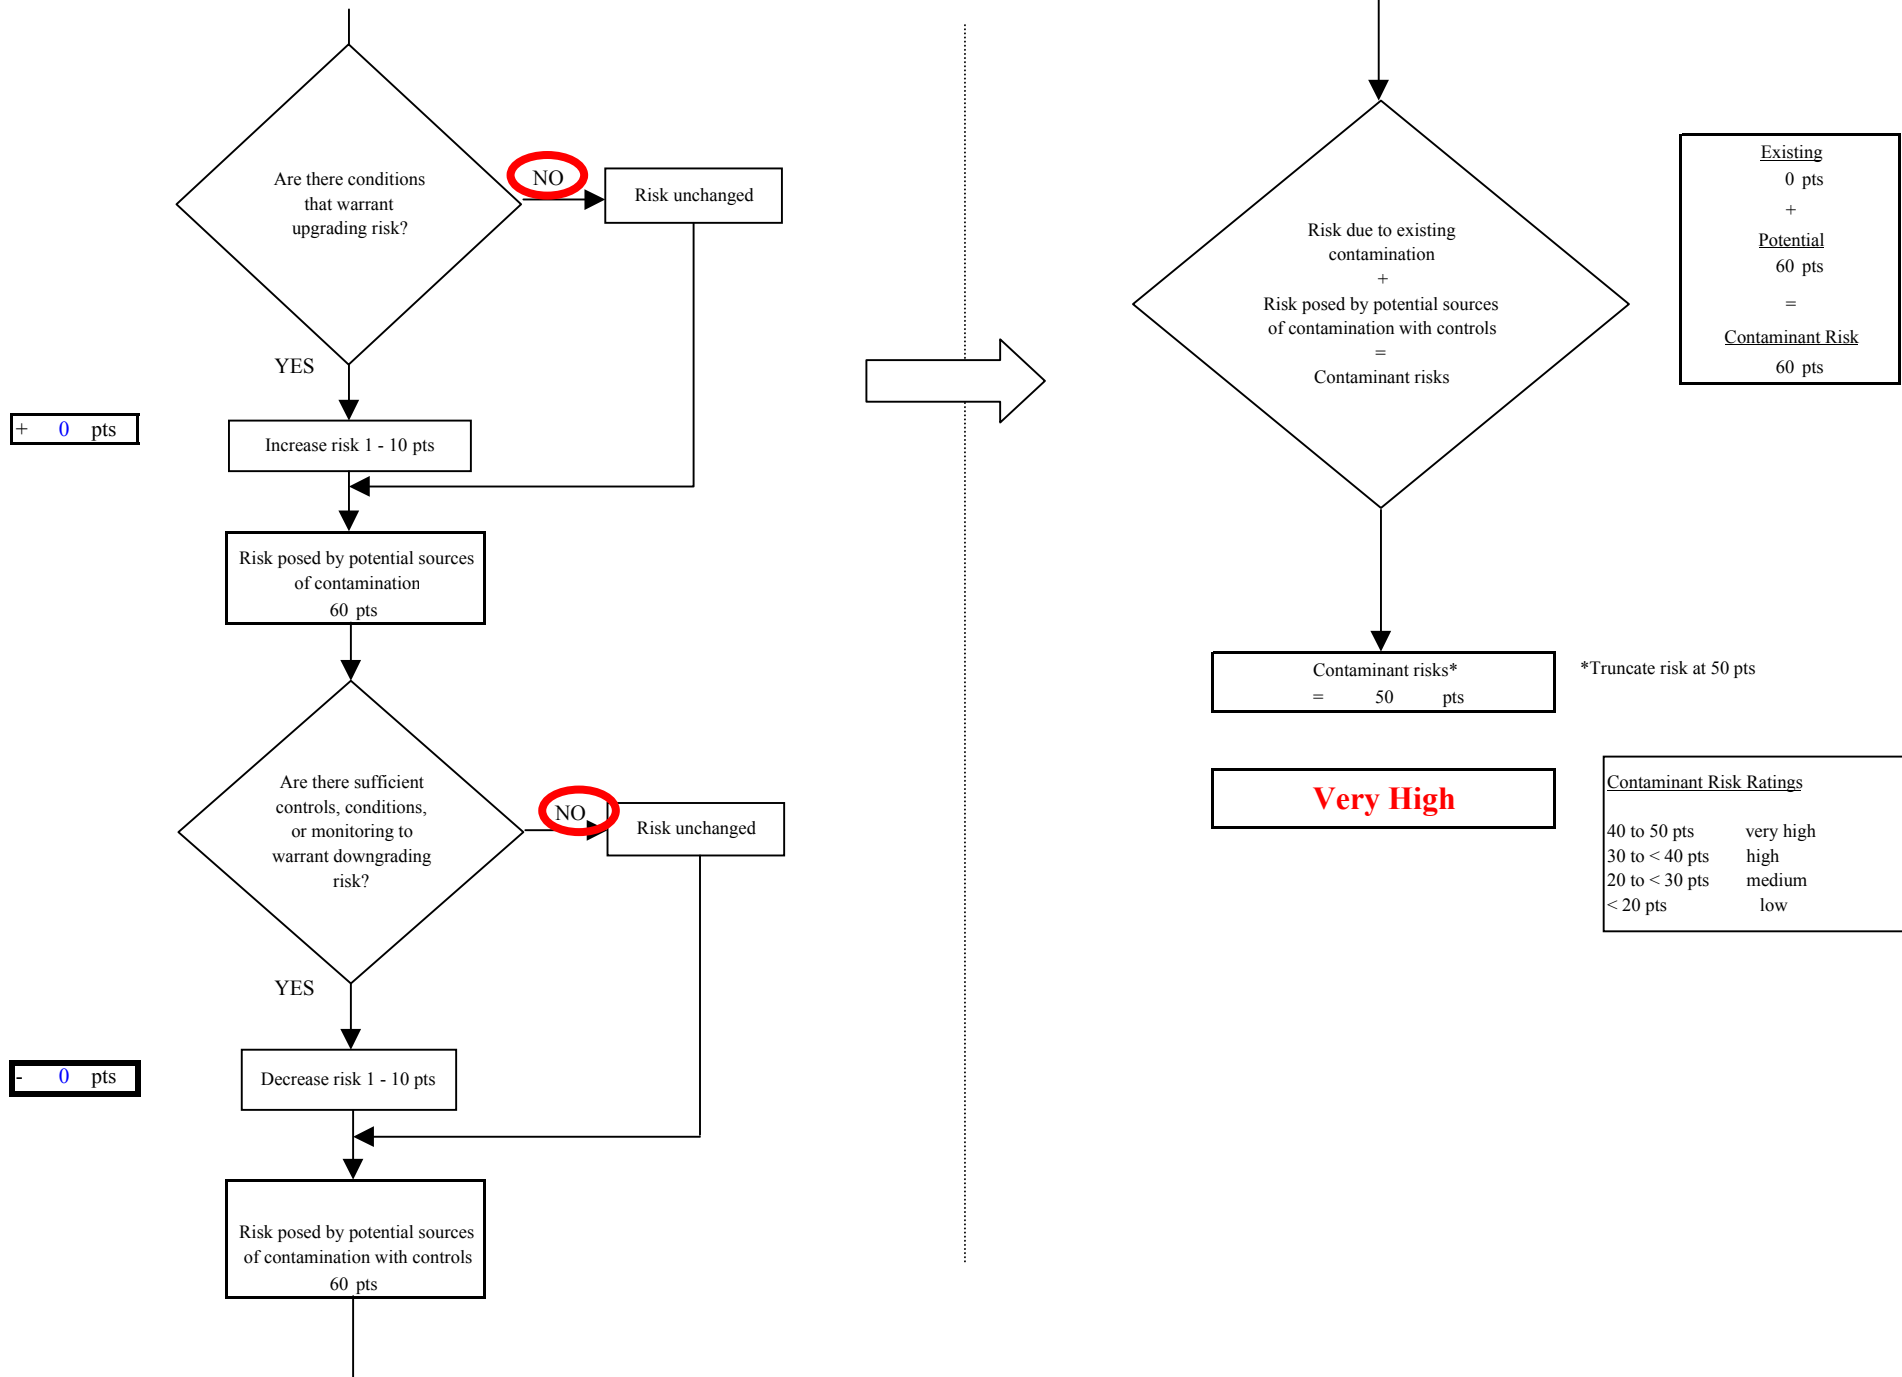 Are there conditions
that warrant
upgrading risk?
NO
Risk unchanged
YES
+ 0 pts
Increase risk 1 - 10 pts
Risk posed by potential sources
of contamination
60 pts
Are there sufficient
controls, conditions,
or monitoring to
warrant downgrading
risk?
NO
Risk unchanged
YES
- 0 pts
Decrease risk 1 - 10 pts
Risk posed by potential sources
of contamination with controls
60 pts
Risk due to existing
contamination
+
Risk posed by potential sources
of contamination with controls
=
Contaminant risks
Existing
0 pts
+
Potential
60 pts
=
Contaminant Risk
60 pts
Contaminant risks*
= 50 pts
*Truncate risk at 50 pts
Very High
Contaminant Risk Ratings
40 to 50 pts very high
30 to < 40 pts high
20 to < 30 pts medium
< 20 pts low